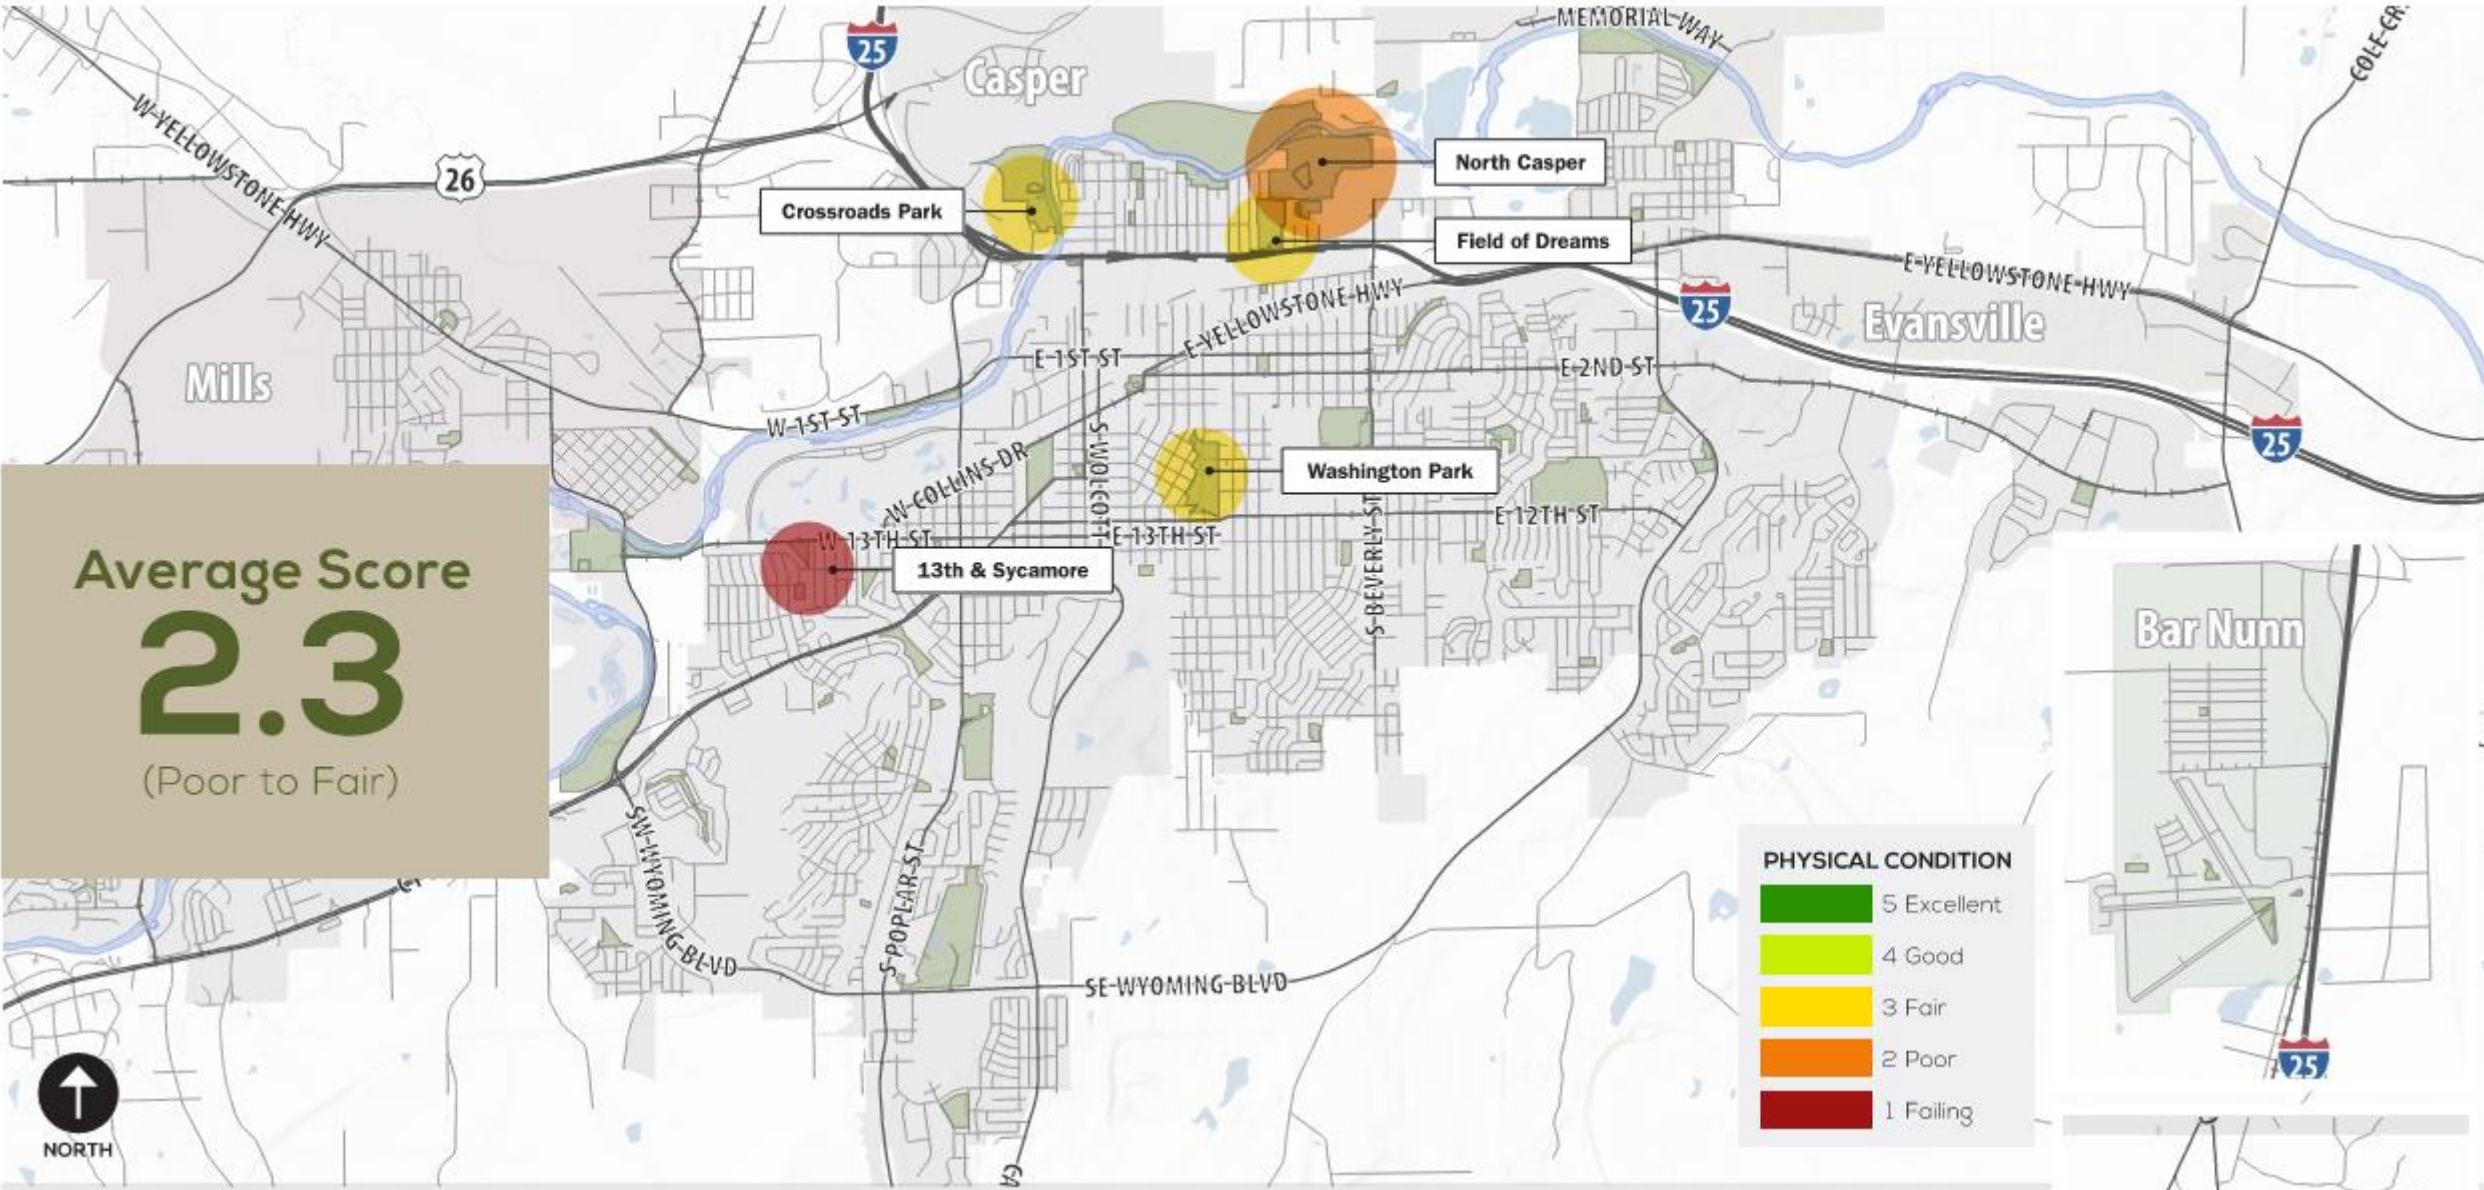 MEMORIAL WAY
25
Casper
W YELLOWSTONE HWY
26
North Casper
Crossroads Park
Field of Dreams
E YELLOWSTONE HWY
E YELLOWSTONE HWY
25
Evansville
E 1ST ST
E 2ND ST
Mills
W 1ST ST
25
W COLLINS DR
S WOLCOTT
Washington Park
E 12TH ST
W 13TH ST
E 13TH ST
13th & Sycamore
S BEVERLY ST
Average Score
2.3
(Poor to Fair)
Bar Nunn
SW WYOMING BLVD
S POPLAR ST
SE WYOMING BLVD
PHYSICAL CONDITION
5 Excellent
4 Good
3 Fair
2 Poor
1 Failing
25
NORTH